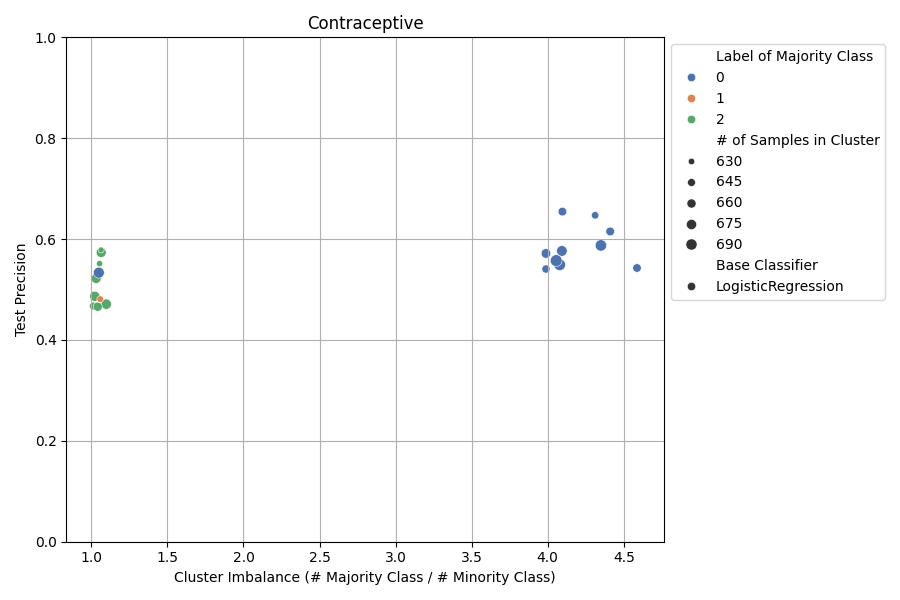 Contraceptive
Test Precision
1.0
0.8
0.6
0.4
0.2
0.0
1.0 1.5 2.0 2.5 3.0 3.5 4.0 4.5
Cluster Imbalance (# Majority Class / # Minority Class)
Label of Majority Class
0
1
2
# of Samples in Cluster
630
645
660
675
690
Base Classifier
LogisticRegression